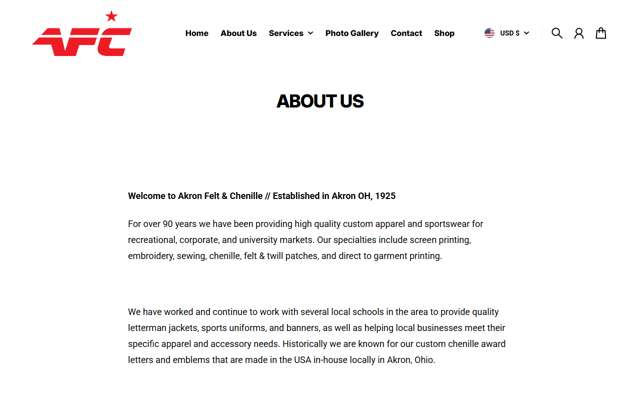 AFC
Home About Us Services Photo Gallery Contact Shop USD $
ABOUT US
Welcome to Akron Felt & Chenille // Established in Akron OH, 1925
For over 90 years we have been providing high quality custom apparel and sportswear for
recreational, corporate, and university markets. Our specialties include screen printing,
embroidery, sewing, chenille, felt & twill patches, and direct to garment printing.
We have worked and continue to work with several local schools in the area to provide quality
letterman jackets, sports uniforms, and banners, as well as helping local businesses meet their
specific apparel and accessory needs. Historically we are known for our custom chenille award
letters and emblems that are made in the USA in-house locally in Akron, Ohio.